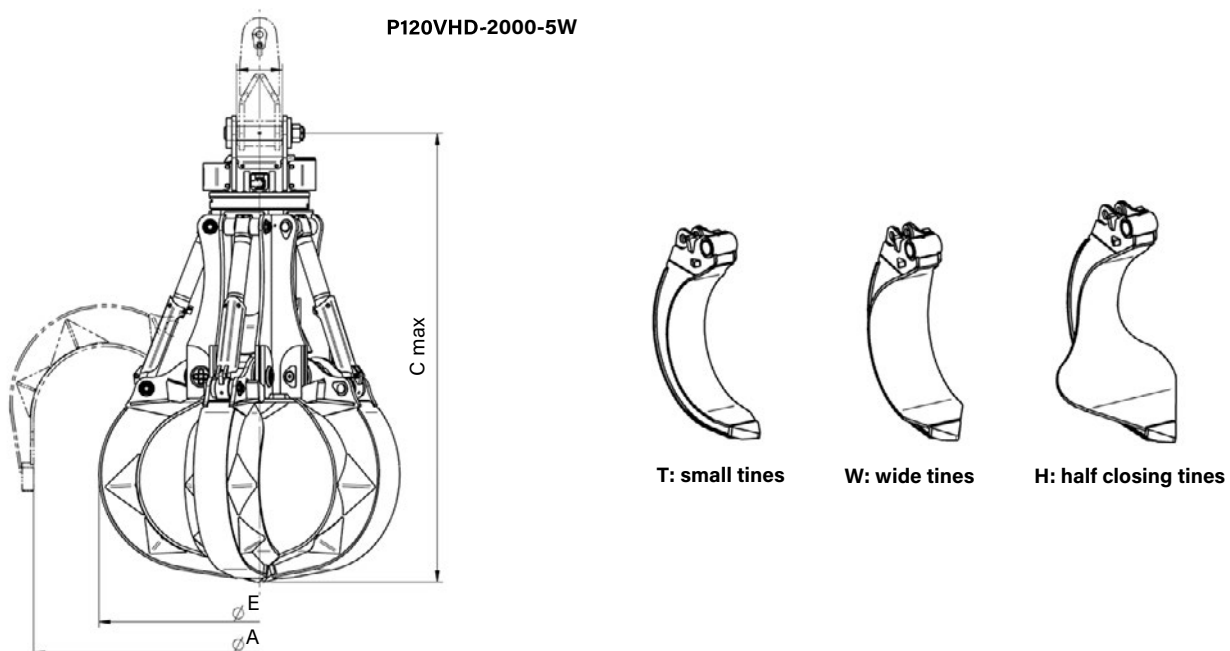 P120VHD-2000-5W
C max
T: small tines
W: wide tines
H: half closing tines
⌀ E
⌀ A